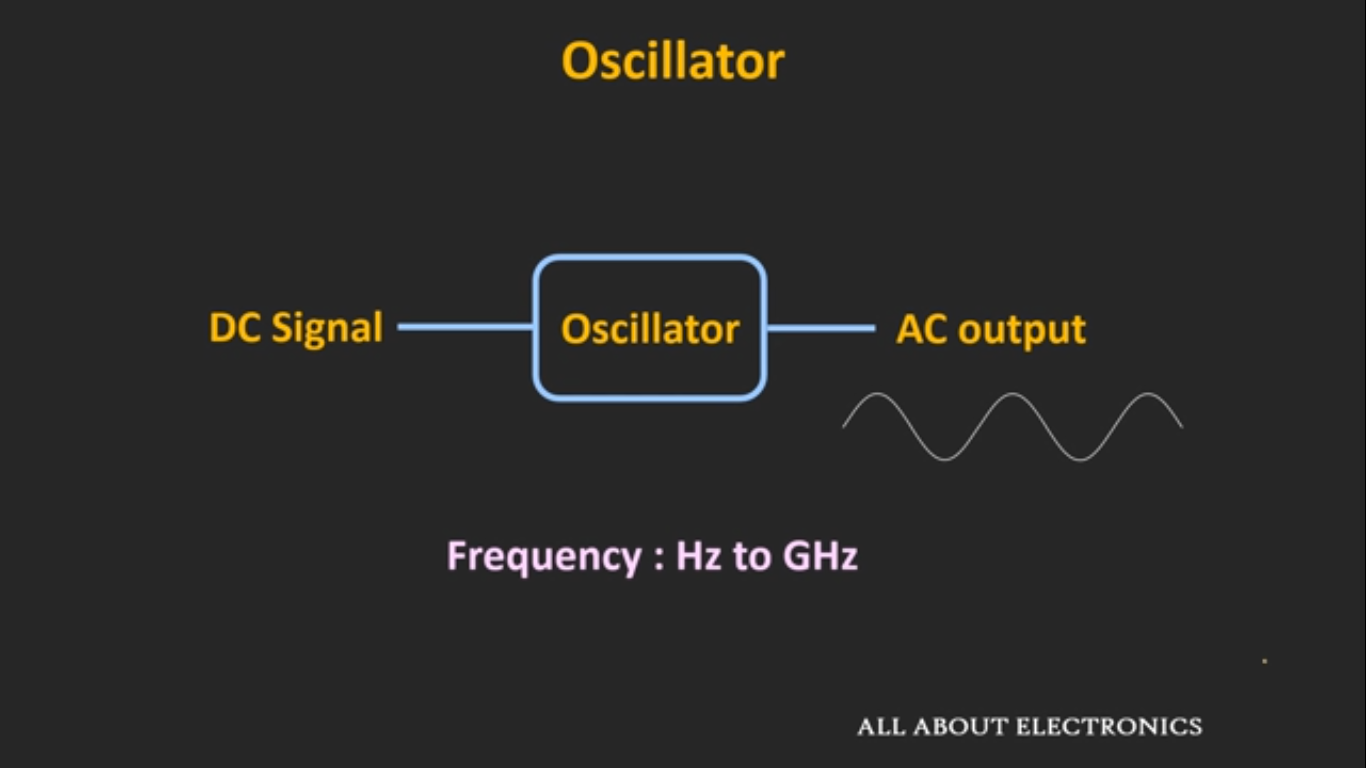 Oscillator
DC Signal
Oscillator
AC output
Frequency : Hz to GHz
ALL ABOUT ELECTRONICS